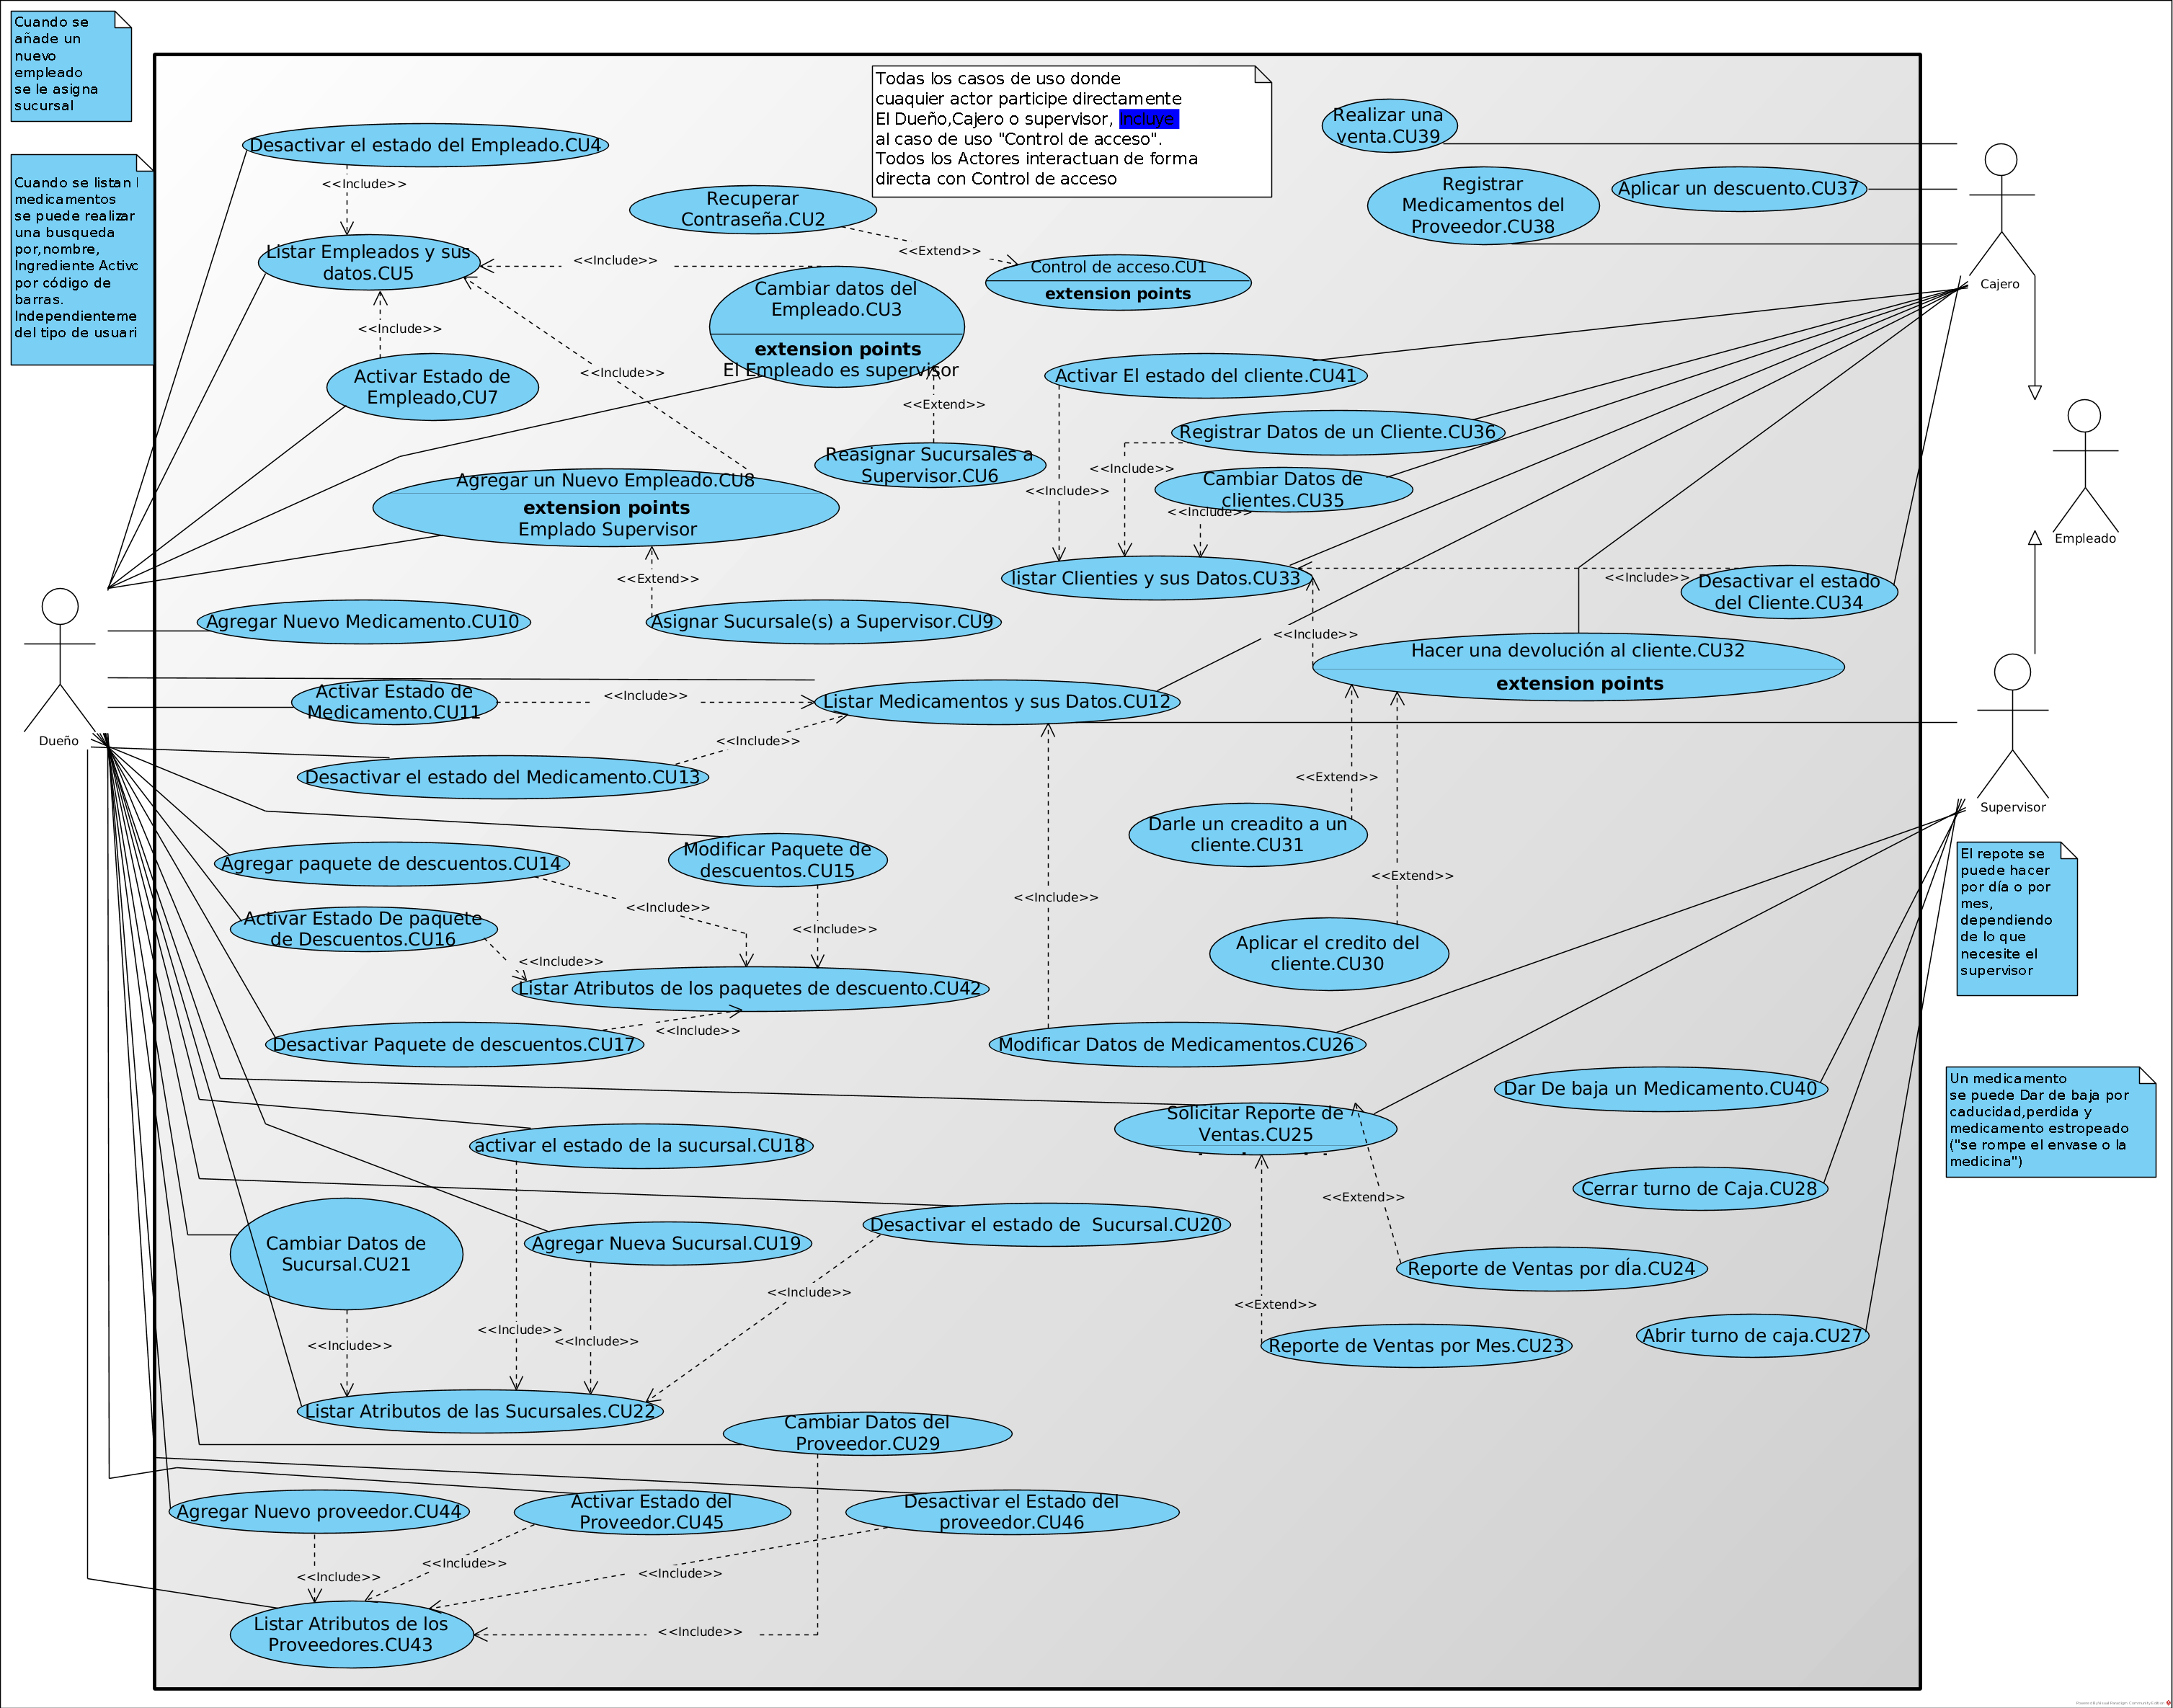 Cuando se
añade un
nuevo
empleado
se le asigna
sucursal
Cuando se listan l
medicamentos
se puede realizar
una busqueda
por,nombre,
Ingrediente Activo
por código de
barras.
Independienteme
del tipo de usuari
Todas los casos de uso donde
cuaquier actor participe directamente
El Dueño,Cajero o supervisor, Incluye
al caso de uso "Control de acceso".
Todos los Actores interactuan de forma
directa con Control de acceso
Desactivar el estado del Empleado.CU4
<<Include>>
Recuperar
Contraseña.CU2
<<Extend>>
Control de acceso.CU1
extension points
Listar Empleados y sus
datos.CU5
<<Include>>
<<Include>>
Activar Estado de
Empleado,CU7
Cambiar datos del
Empleado.CU3
extension points
El Empleado es supervisor
<<Include>>
<<Extend>>
Reasignar Sucursales a
Supervisor.CU6
Agregar un Nuevo Empleado.CU8
extension points
Emplado Supervisor
<<Extend>>
Asignar Sucursale(s) a Supervisor.CU9
Agregar Nuevo Medicamento.CU10
Dueño
Realizar una
venta.CU39
Registrar
Medicamentos del
Proveedor.CU38
Aplicar un descuento.CU37
Cajero
Empleado
Supervisor
Activar El estado del cliente.CU41
Registrar Datos de un Cliente.CU36
<<Include>>
<<Include>>
Cambiar Datos de
clientes.CU35
<<Include>>
listar Clienties y sus Datos.CU33
<<Include>>
Desactivar el estado
del Cliente.CU34
<<Include>>
Hacer una devolución al cliente.CU32
extension points
Activar Estado de
Medicamento.CU11
<<Include>>
Listar Medicamentos y sus Datos.CU12
<<Include>>
Desactivar el estado del Medicamento.CU13
<<Extend>>
Darle un creadito a un
cliente.CU31
<<Extend>>
Aplicar el credito del
cliente.CU30
Agregar paquete de descuentos.CU14
Modificar Paquete de
descuentos.CU15
<<Include>>
<<Include>>
<<Include>>
Activar Estado De paquete
de Descuentos.CU16
<<Include>>
Listar Atributos de los paquetes de descuento.CU42
<<Include>>
Desactivar Paquete de descuentos.CU17
Modificar Datos de Medicamentos.CU26
El repote se
puede hacer
por día o por
mes,
dependiendo
de lo que
necesite el
supervisor
Un medicamento
se puede Dar de baja por
caducidad,perdida y
medicamento estropeado
("se rompe el envase o la
medicina")
Dar De baja un Medicamento.CU40
Solicitar Reporte de
Ventas.CU25
activar el estado de la sucursal.CU18
Cerrar turno de Caja.CU28
<<Extend>>
Desactivar el estado de  Sucursal.CU20
Agregar Nueva Sucursal.CU19
Cambiar Datos de
Sucursal.CU21
Reporte de Ventas por dÍa.CU24
<<Include>>
<<Extend>>
<<Include>>
<<Include>>
<<Include>>
Abrir turno de caja.CU27
Reporte de Ventas por Mes.CU23
Listar Atributos de las Sucursales.CU22
Cambiar Datos del
Proveedor.CU29
Agregar Nuevo proveedor.CU44
Activar Estado del
Proveedor.CU45
Desactivar el Estado del
proveedor.CU46
<<Include>>
<<Include>>
<<Include>>
Listar Atributos de los
Proveedores.CU43
<<Include>>